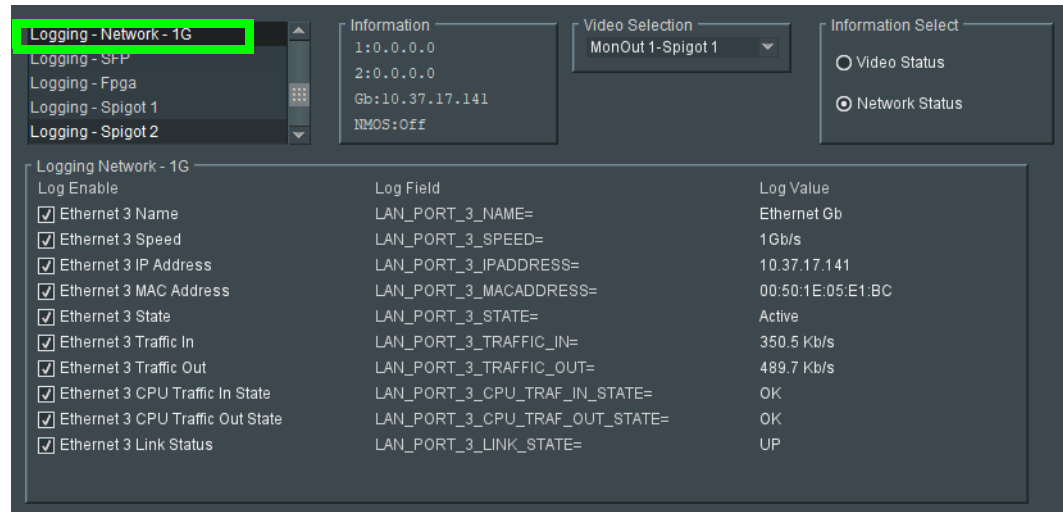 Logging - Network - 1G
Logging - SFP
Logging - Fpga
Logging - Spigot 1
Logging - Spigot 2
Information
1:0.0.0.0
2:0.0.0.0
Gb:10.37.17.141
NMOS:Off
Video Selection
MonOut 1-Spigot 1
Information Select
Video Status
Network Status
Logging Network - 1G
Log Enable Log Field Log Value
Ethernet 3 Name LAN_PORT_3_NAME= Ethernet Gb
Ethernet 3 Speed LAN_PORT_3_SPEED= 1Gb/s
Ethernet 3 IP Address LAN_PORT_3_IPADDRESS= 10.37.17.141
Ethernet 3 MAC Address LAN_PORT_3_MACADDRESS= 00:50:1E:05:E1:BC
Ethernet 3 State LAN_PORT_3_STATE= Active
Ethernet 3 Traffic In LAN_PORT_3_TRAFFIC_IN= 350.5 Kb/s
Ethernet 3 Traffic Out LAN_PORT_3_TRAFFIC_OUT= 489.7 Kb/s
Ethernet 3 CPU Traffic In State LAN_PORT_3_CPU_TRAF_IN_STATE= OK
Ethernet 3 CPU Traffic Out State LAN_PORT_3_CPU_TRAF_OUT_STATE= OK
Ethernet 3 Link Status LAN_PORT_3_LINK_STATE= UP